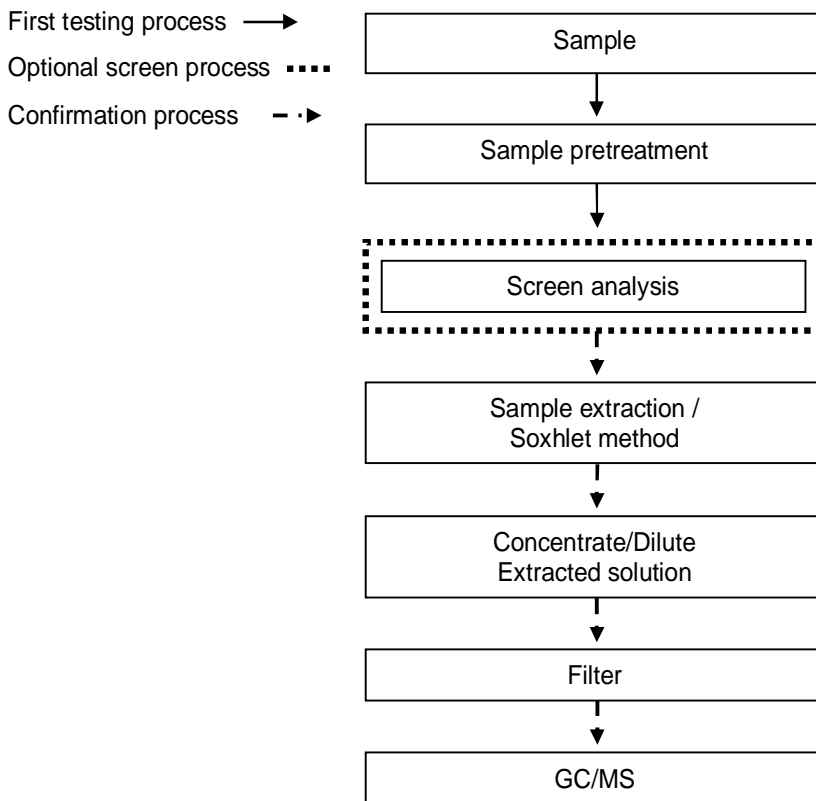 First testing process
Optional screen process
Confirmation process
Sample
Sample pretreatment
Screen analysis
Sample extraction /
Soxhlet method
Concentrate/Dilute
Extracted solution
Filter
GC/MS